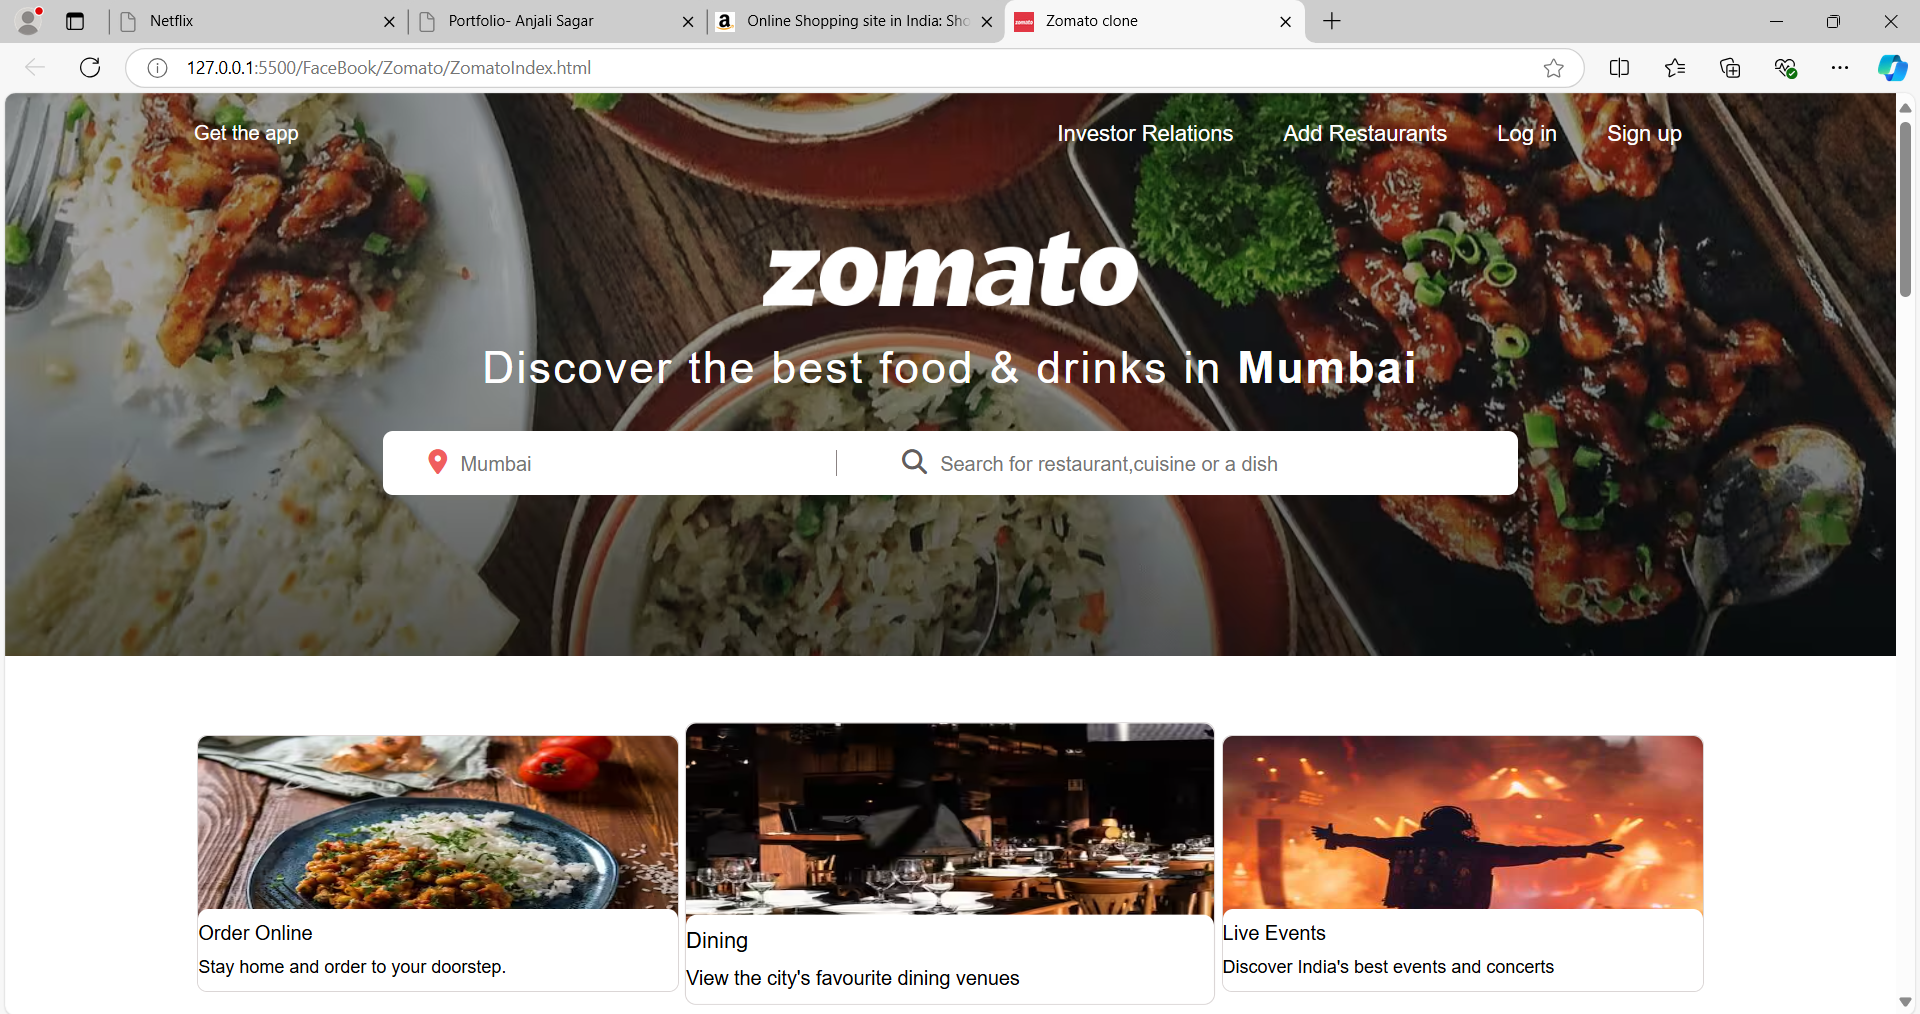 Netflix
Portfolio- Anjali Sagar
a Online Shopping site in India: Sho
zomato Zomato clone
127.0.0.1:5500/FaceBook/Zomato/ZomatoIndex.html
Get the app
Investor Relations Add Restaurants Log in Sign up
zomato
Discover the best food & drinks in Mumbai
Mumbai
Search for restaurant,cuisine or a dish
Order Online
Stay home and order to your doorstep.
Dining
View the city's favourite dining venues
Live Events
Discover India's best events and concerts